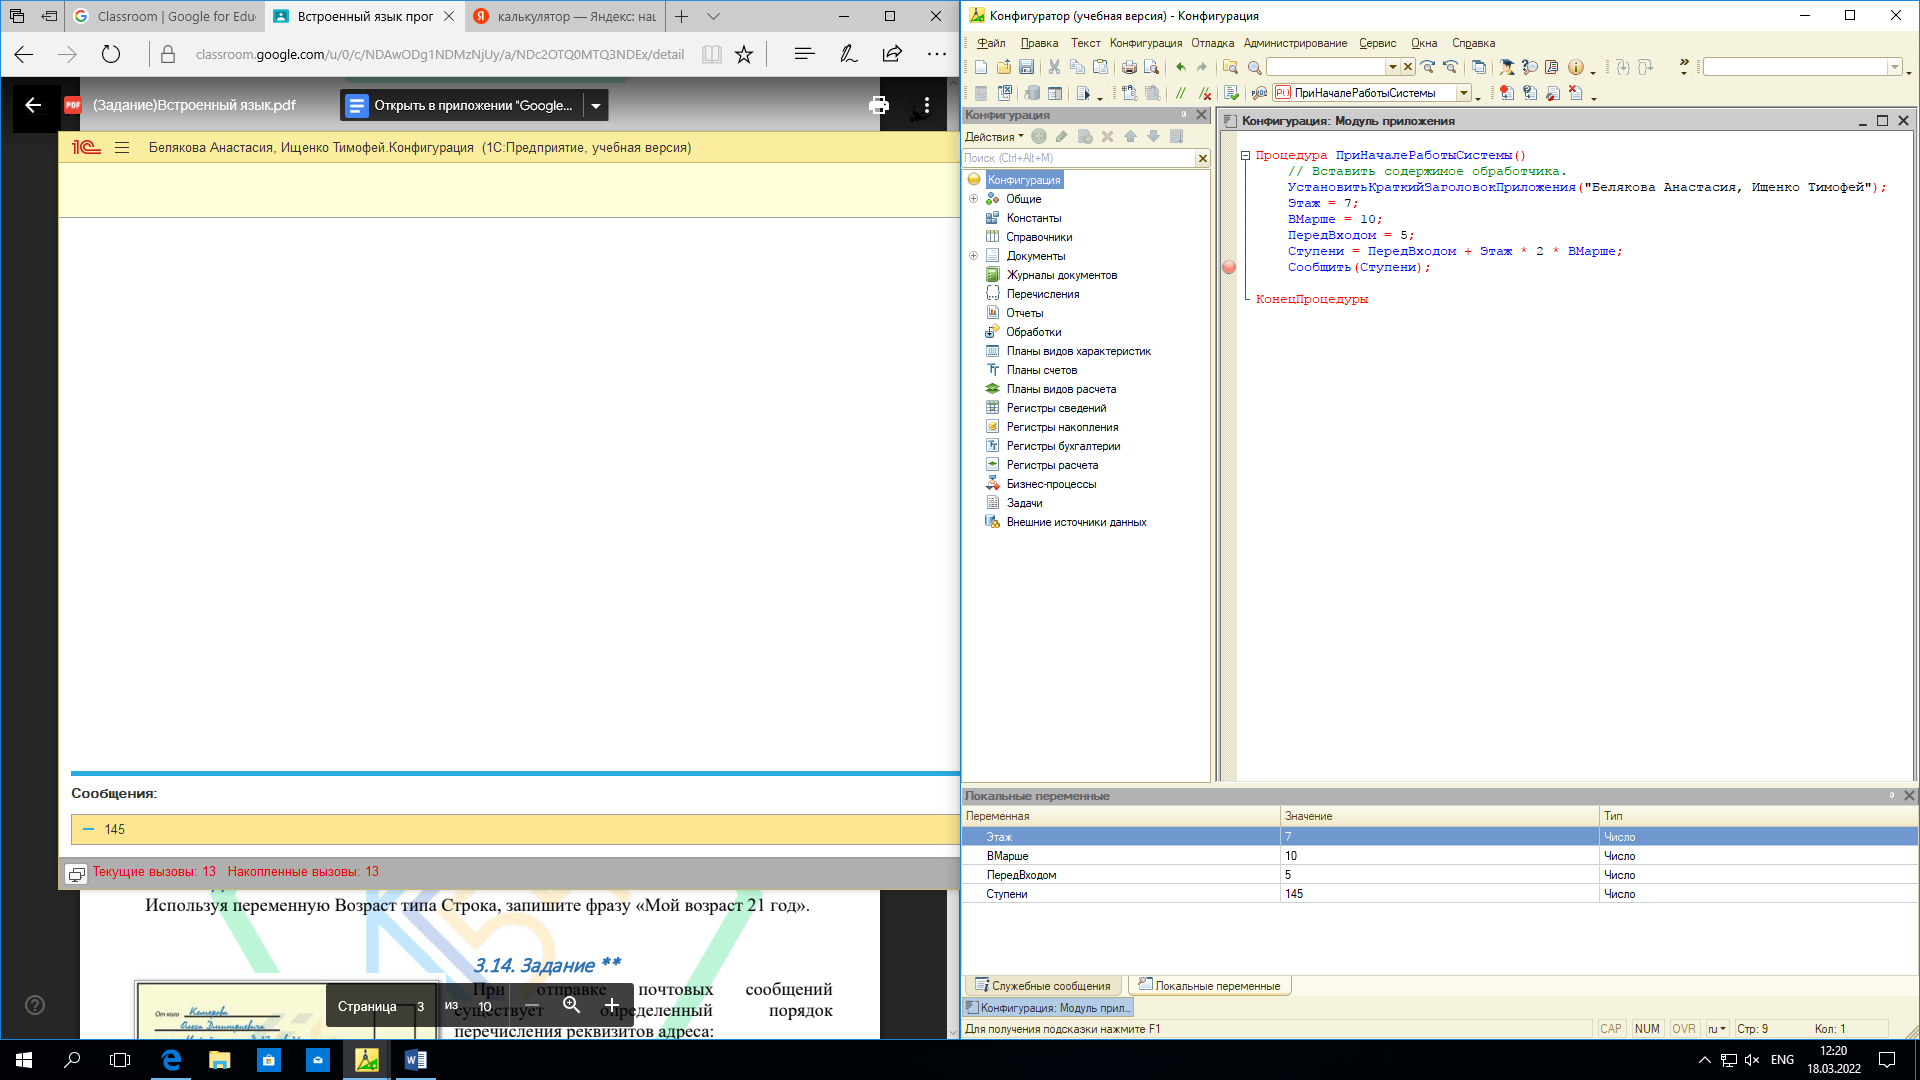 Classroom | Google for Edu
Встроенный язык прог
калькулятор — Яндекс: наш
classroom.google.com/u/0/c/NDAwODg1NDMzNjUy/a/NDc2OTQ0MTQ3NDEx/detail
PDF (Задание)Встроенный язык.pdf
Открыть в приложении "Google...
1С Белякова Анастасия, Ищенко Тимофей.Конфигурация (1С:Предприятие, учебная версия)
Сообщения:
– 145
Текущие вызовы: 13 Накопленные вызовы: 13
Используя переменную Возраст типа Строка, запишите фразу «Мой возраст 21 год».
3.14. Задание **
При отправке почтовых сообщений
существует определенный порядок
перечисления реквизитов адреса:
От кого Кемерова
Олега Дмитриевича
Страница 3 из 10
Конфигуратор (учебная версия) - Конфигурация
Файл Правка Текст Конфигурация Отладка Администрирование Сервис Окна Справка
ПриНачалеРаботыСистемы
Конфигурация
Действия
Поиск (Ctrl+Alt+M)
Конфигурация
Общие
Константы
Справочники
Документы
Журналы документов
Перечисления
Отчеты
Обработки
Планы видов характеристик
Планы счетов
Планы видов расчета
Регистры сведений
Регистры накопления
Регистры бухгалтерии
Регистры расчета
Бизнес-процессы
Задачи
Внешние источники данных
Конфигурация: Модуль приложения
Процедура ПриНачалеРаботыСистемы()
// Вставить содержимое обработчика.
УстановитьКраткийЗаголовокПриложения("Белякова Анастасия, Ищенко Тимофей");
Этаж = 7;
ВМарше = 10;
ПередВходом = 5;
Ступени = ПередВходом + Этаж * 2 * ВМарше;
Сообщить(Ступени);
КонецПроцедуры
Локальные переменные
Переменная Значение Тип
Этаж 7 Число
ВМарше 10 Число
ПередВходом 5 Число
Ступени 145 Число
Служебные сообщения Локальные переменные
Конфигурация: Модуль прил...
Для получения подсказки нажмите F1
CAP NUM OVR ru Стр: 9 Кол: 1
ENG
12:20
18.03.2022